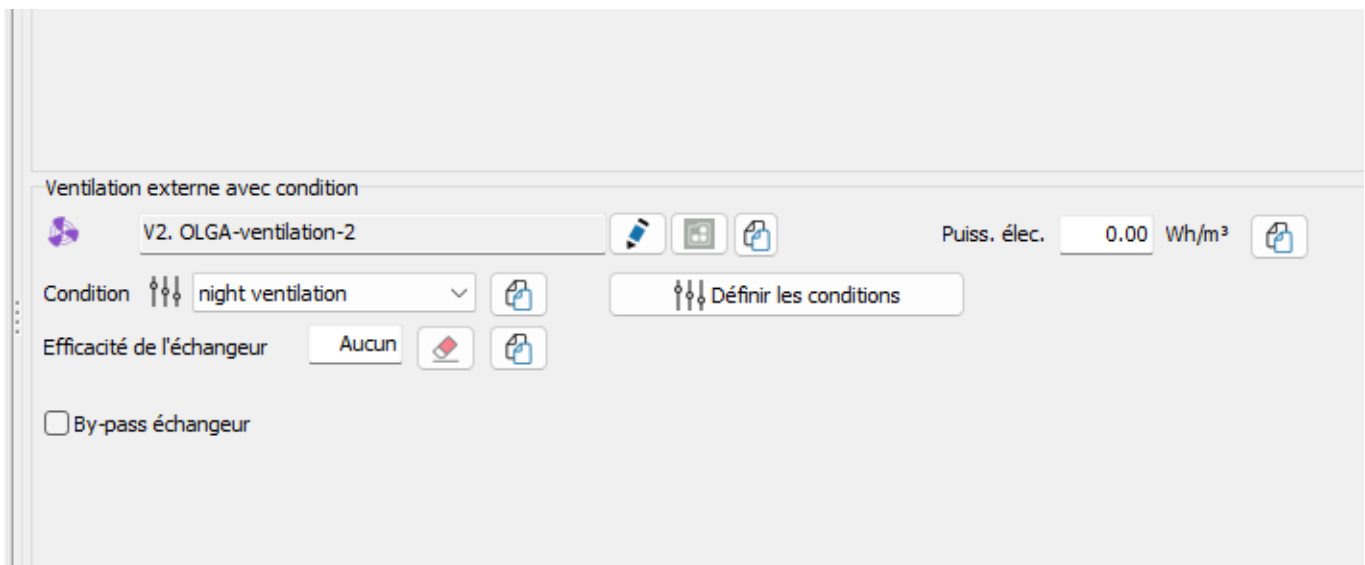 Ventilation externe avec condition
V2. OLGA-ventilation-2 Puiss. élec. 0.00 Wh/m³
Condition night ventilation Définir les conditions
Efficacité de l'échangeur Aucun
By-pass échangeur